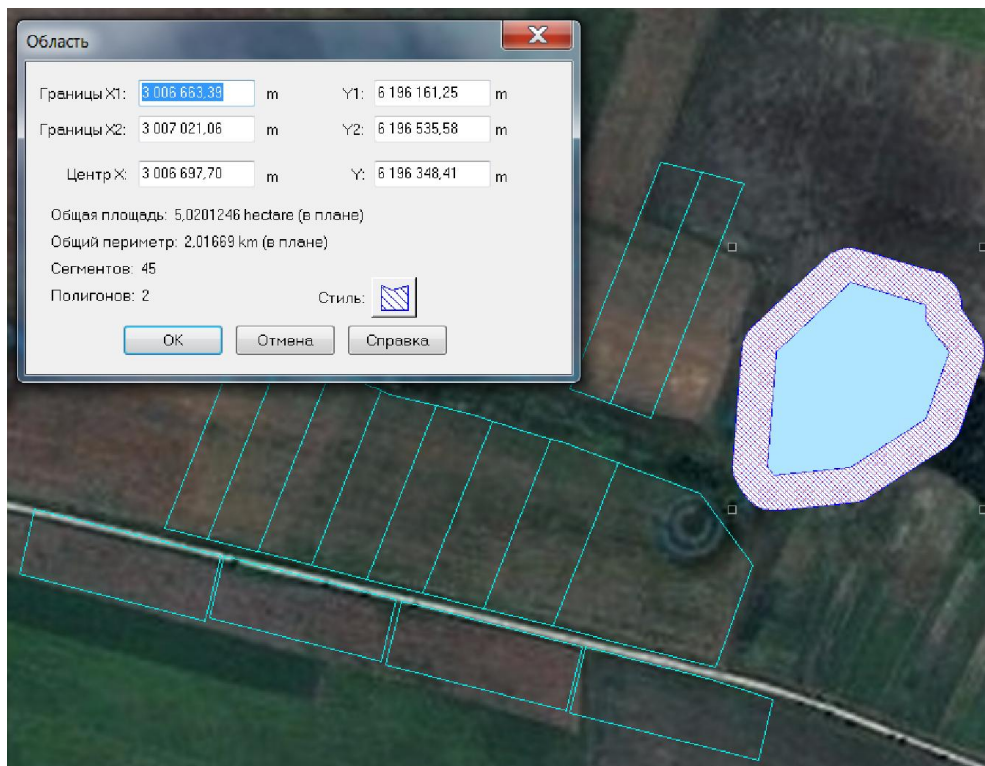 Область
Границы X1: 3 006 663,39 m Y1: 6 196 161,25 m
Границы X2: 3 007 021,06 m Y2: 6 196 535,58 m
Центр X: 3 006 697,70 m Y: 6 196 348,41 m
Общая площадь: 5,0201246 hectare (в плане)
Общий периметр: 2,01669 km (в плане)
Сегментов: 45
Полигонов: 2 Стиль:
OK Отмена Справка